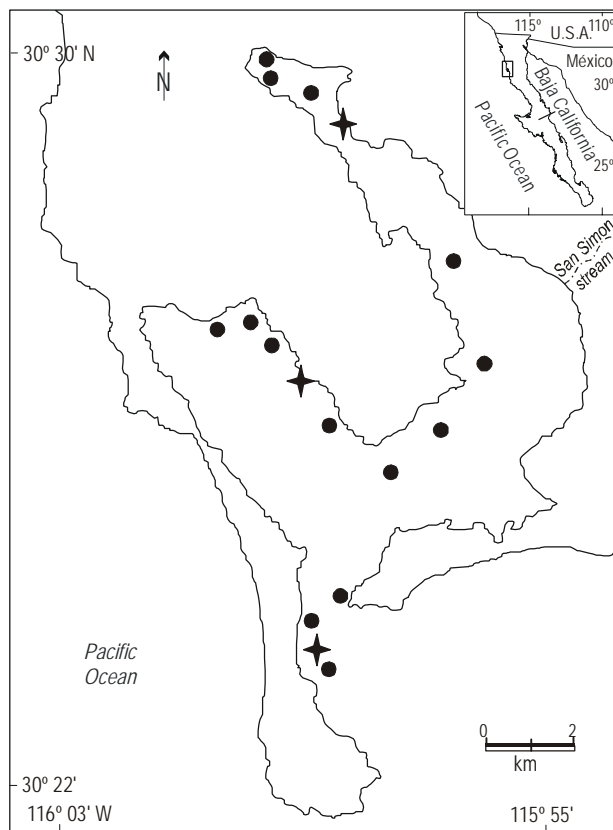 30º 30' N
N
115º
110º
U.S.A.
México
30º
Baja California
Pacific Ocean
25º
San Simon
stream
Pacific
Ocean
0
2
km
30º 22'
116º 03' W
115º 55'